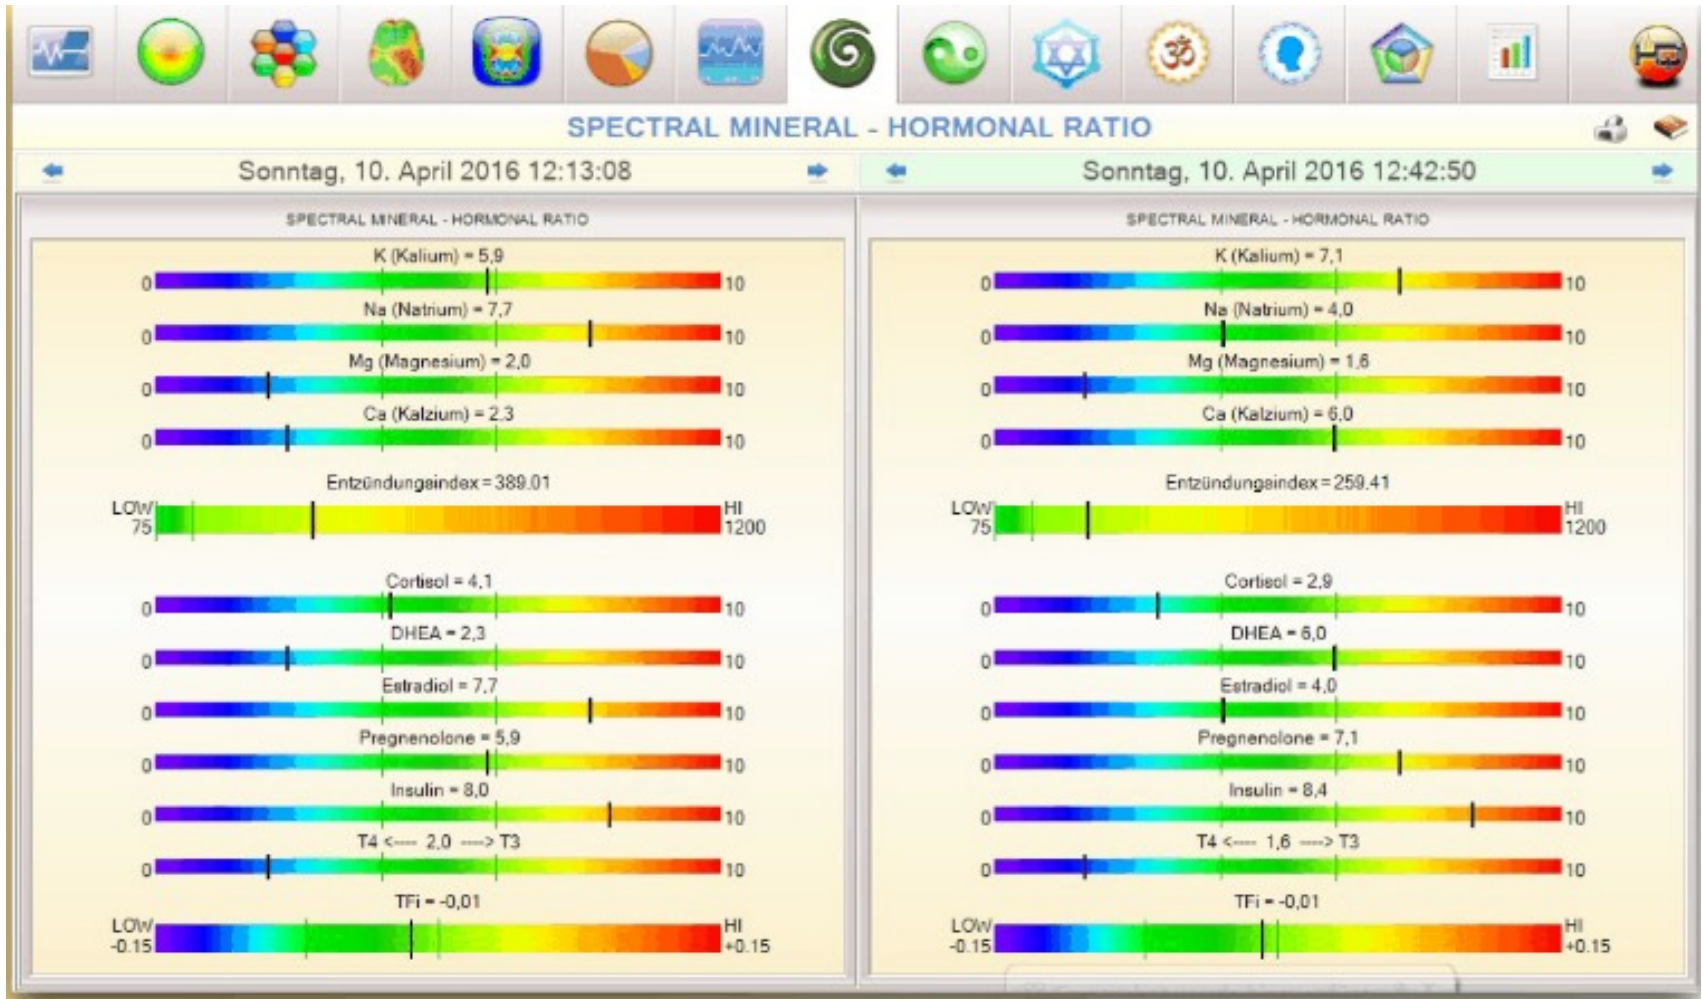 SPECTRAL MINERAL - HORMONAL RATIO
Sonntag, 10. April 2016 12:13:08
SPECTRAL MINERAL - HORMONAL RATIO
K (Kalium) = 5,9
0 10
Na (Natrium) = 7,7
0 10
Mg (Magnesium) = 2,0
0 10
Ca (Kalzium) = 2,3
0 10
Entzündungsindex = 389.01
LOW HI
75 1200
Cortisol = 4,1
0 10
DHEA = 2,3
0 10
Estradiol = 7,7
0 10
Pregnenolone = 5,9
0 10
Insulin = 8,0
0 10
T4 <---- 2,0 ----> T3
0 10
TFi = -0,01
LOW HI
-0.15 +0.15
Sonntag, 10. April 2016 12:42:50
SPECTRAL MINERAL - HORMONAL RATIO
K (Kalium) = 7,1
0 10
Na (Natrium) = 4,0
0 10
Mg (Magnesium) = 1,6
0 10
Ca (Kalzium) = 6,0
0 10
Entzündungsindex = 259.41
LOW HI
75 1200
Cortisol = 2,9
0 10
DHEA = 6,0
0 10
Estradiol = 4,0
0 10
Pregnenolone = 7,1
0 10
Insulin = 8,4
0 10
T4 <---- 1,6 ----> T3
0 10
TFi = -0,01
LOW HI
-0.15 +0.15